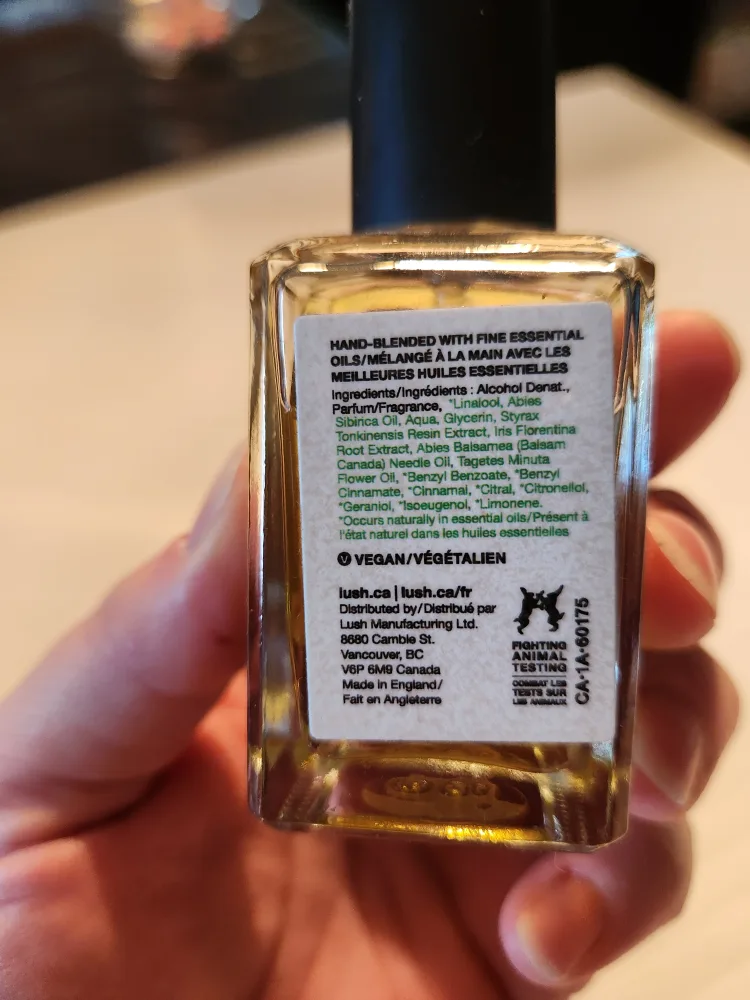 HAND-BLENDED WITH FINE ESSENTIAL
OILS/MÉLANGÉ À LA MAIN AVEC LES
MEILLEURES HUILES ESSENTIELLES
Ingredients/Ingrédients : Alcohol Denat.,
Parfum/Fragrance, *Linalool, Abies
Sibirica Oil, Aqua, Glycerin, Styrax
Tonkinensis Resin Extract, Iris Florentina
Root Extract, Abies Balsamea (Balsam
Canada) Needle Oil, Tagetes Minuta
Flower Oil, *Benzyl Benzoate, *Benzyl
Cinnamate, *Cinnamal, *Citral, *Citronellol,
*Geraniol, *Isoeugenol, *Limonene.
*Occurs naturally in essential oils/Présent à
l'état naturel dans les huiles essentielles
V VEGAN/VÉGÉTALIEN
lush.ca | lush.ca/fr
Distributed by/Distribué par
Lush Manufacturing Ltd.
8680 Cambie St.
Vancouver, BC
V6P 6M9 Canada
Made in England/
Fait en Angleterre
FIGHTING
ANIMAL
TESTING
COMBAT LES
TESTS SUR
LES ANIMAUX
CA-1A-60175